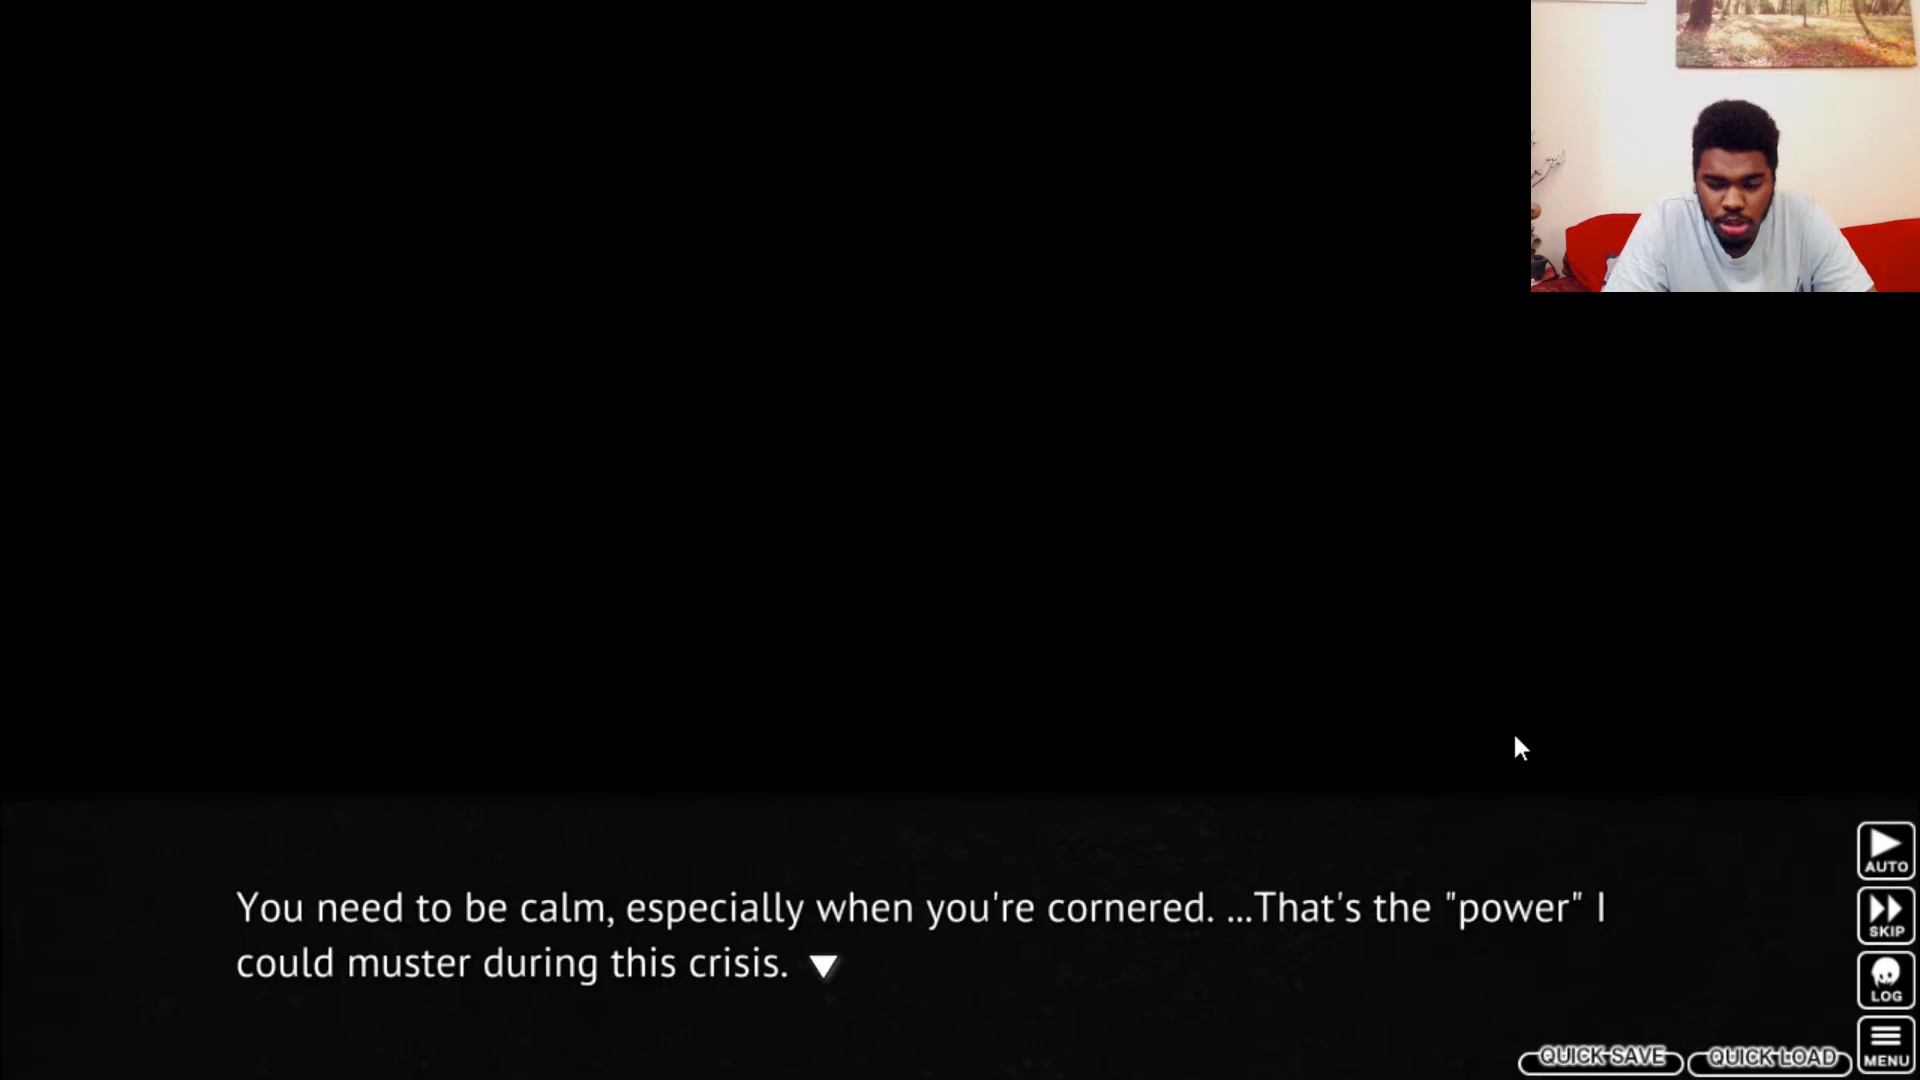 You need to be calm, especially when you're cornered. ...That's the "power" I
could muster during this crisis.
AUTO
SKIP
LOG
MENU
QUICK SAVE
QUICK LOAD